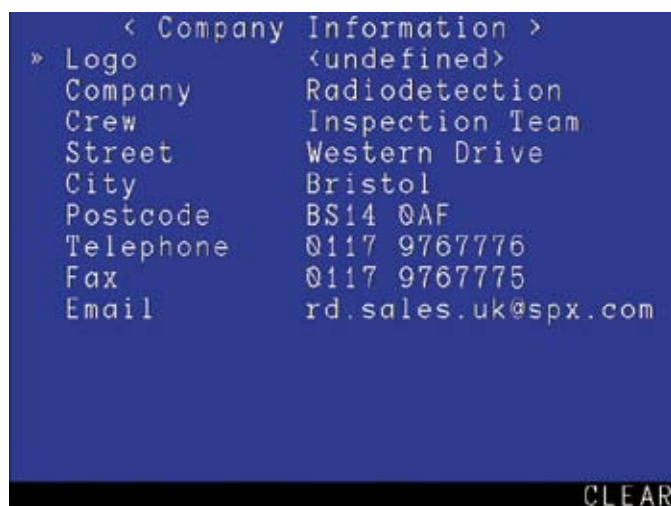 < Company Information >
» Logo <undefined>
Company Radiodetection
Crew Inspection Team
Street Western Drive
City Bristol
Postcode BS14 0AF
Telephone 0117 9767776
Fax 0117 9767775
Email rd.sales.uk@spx.com
CLEAR